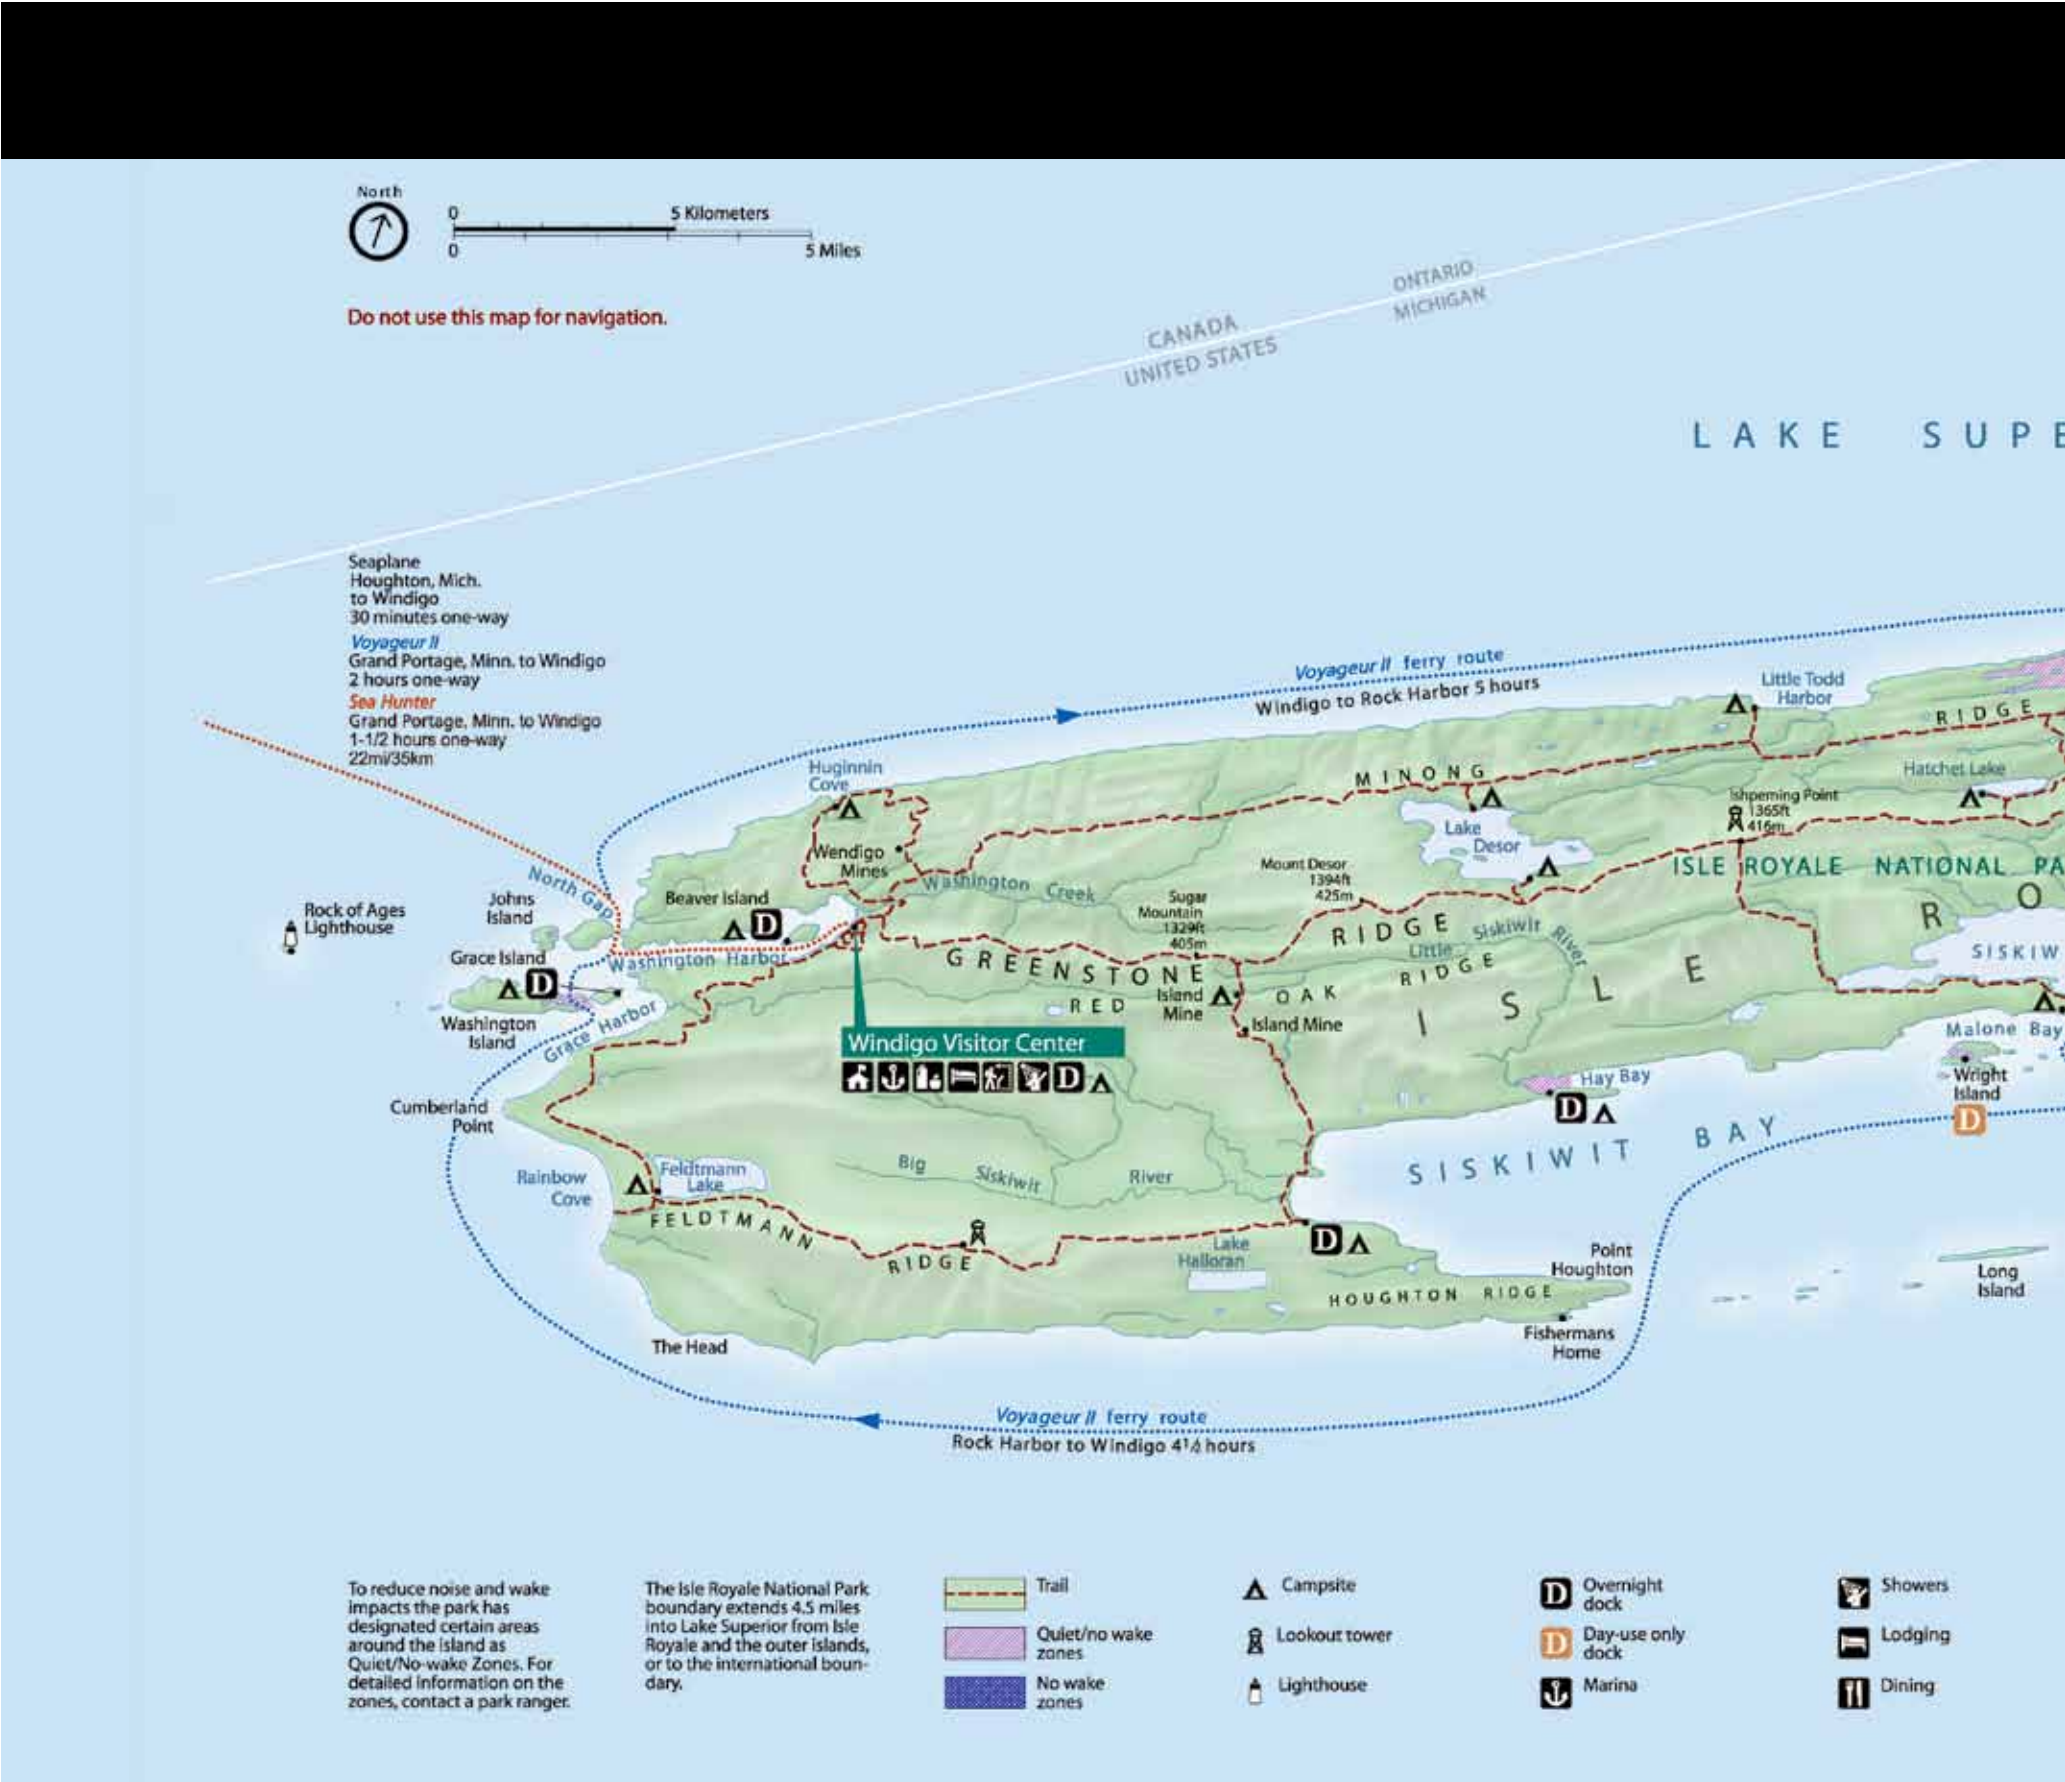 North
0
5 Kilometers
0
5 Miles
Do not use this map for navigation.
CANADA
UNITED STATES
ONTARIO
MICHIGAN
LAKE SUPE
Seaplane
Houghton, Mich.
to Windigo
30 minutes one-way
Voyageur II
Grand Portage, Minn. to Windigo
2 hours one-way
Sea Hunter
Grand Portage, Minn. to Windigo
1-1/2 hours one-way
22mi/35km
Voyageur II ferry route
Windigo to Rock Harbor 5 hours
Little Todd
Harbor
RIDGE
Huginnin
Cove
MINONG
Hatchet Lake
Ishpeming Point
1365ft
416m
Wendigo
Mines
Lake
Desor
Mount Desor
1394ft
425m
ISLE ROYALE NATIONAL PA
North Gap
Johns
Island
Beaver Island
D
Washington Creek
Sugar
Mountain
1329ft
405m
Rock of Ages
Lighthouse
Grace Island
D
Washington Harbor
GREENSTONE
RIDGE
Little Siskiwit River
ISLE RO
SISKIW
RED
OAK
RIDGE
Island
Mine
Island Mine
Washington
Island
Grace Harbor
Windigo Visitor Center
D
Malone Bay
Wright
Island
D
Hay Bay
D
Cumberland
Point
SISKIWIT BAY
Rainbow
Cove
Feldtmann
Lake
Big Siskiwit River
FELDTMANN
RIDGE
Lake
Halloran
D
Point
Houghton
HOUGHTON RIDGE
Long
Island
Fishermans
Home
The Head
Voyageur II ferry route
Rock Harbor to Windigo 4½ hours
To reduce noise and wake
impacts the park has
designated certain areas
around the island as
Quiet/No-wake Zones. For
detailed information on the
zones, contact a park ranger.
The Isle Royale National Park
boundary extends 4.5 miles
into Lake Superior from Isle
Royale and the outer islands,
or to the international boun-
dary.
Trail
Quiet/no wake
zones
No wake
zones
Campsite
Lookout tower
Lighthouse
D
Overnight
dock
D
Day-use only
dock
Marina
Showers
Lodging
Dining